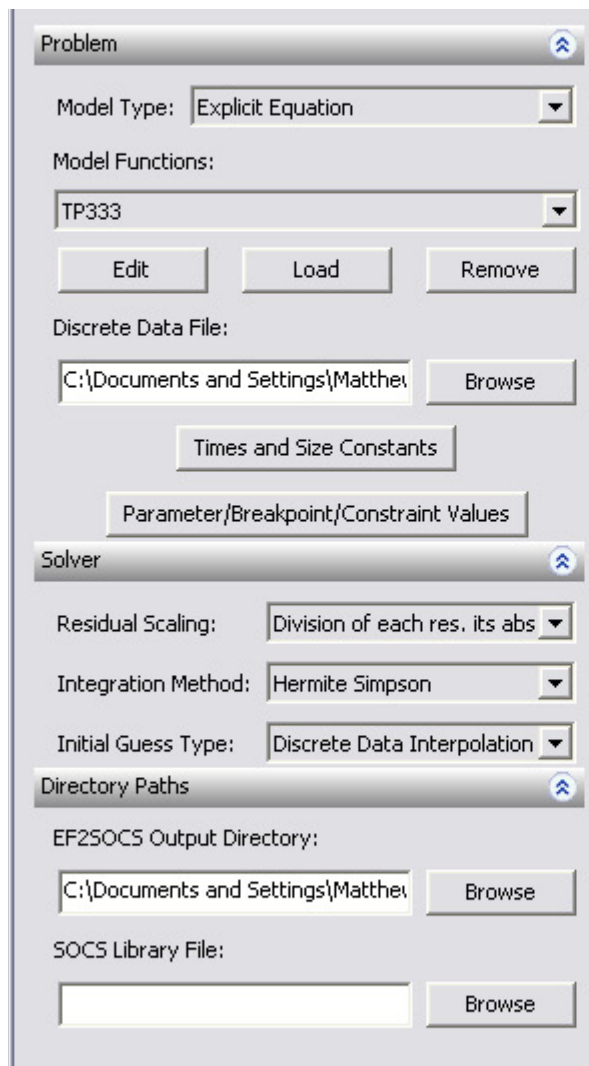 Problem
Model Type: Explicit Equation
Model Functions:
TP333
Edit Load Remove
Discrete Data File:
C:\Documents and Settings\Matthew Browse
Times and Size Constants
Parameter/Breakpoint/Constraint Values
Solver
Residual Scaling: Division of each res. its abs
Integration Method: Hermite Simpson
Initial Guess Type: Discrete Data Interpolation
Directory Paths
EF2SOCS Output Directory:
C:\Documents and Settings\Matthew Browse
SOCS Library File:
Browse